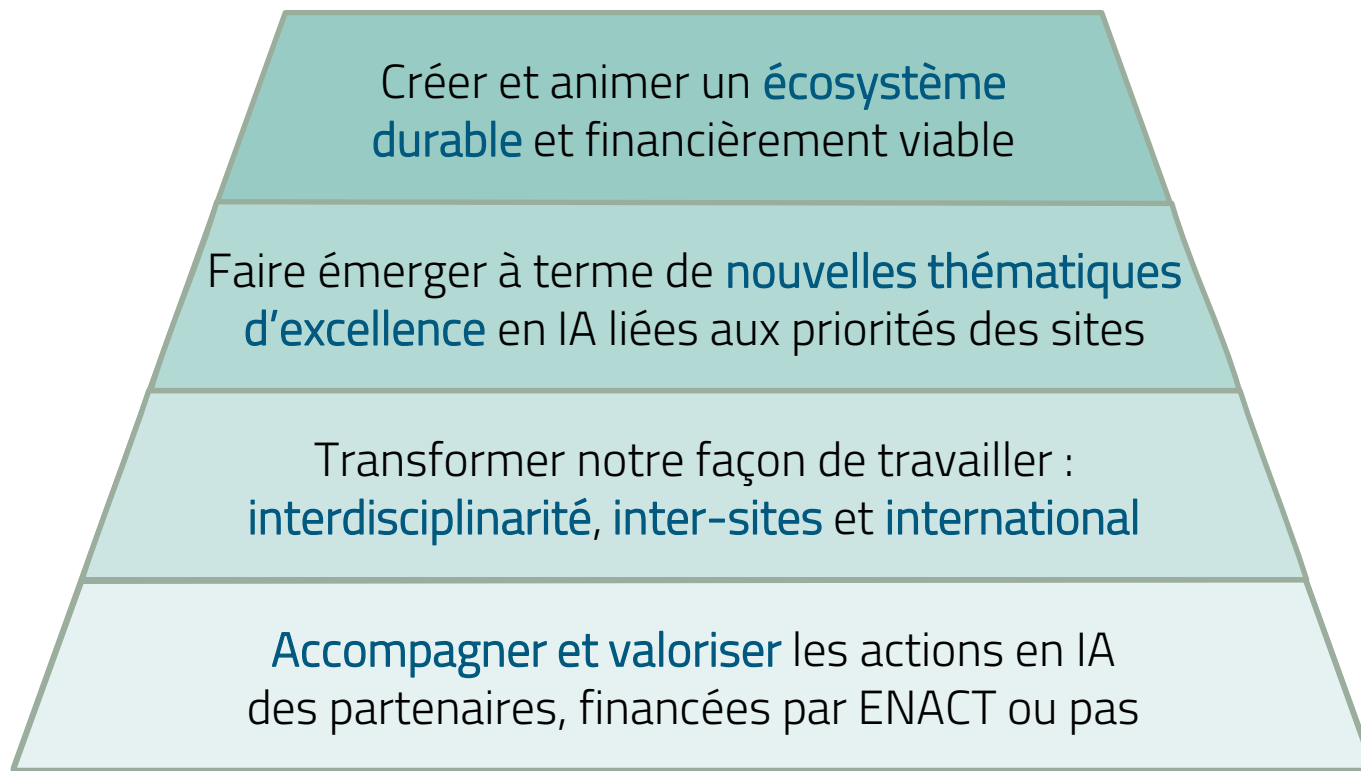 Créer et animer un écosystème
durable et financièrement viable
Faire émerger à terme de nouvelles thématiques
d’excellence en IA liées aux priorités des sites
Transformer notre façon de travailler :
interdisciplinarité, inter-sites et international
Accompagner et valoriser les actions en IA
des partenaires, financées par ENACT ou pas